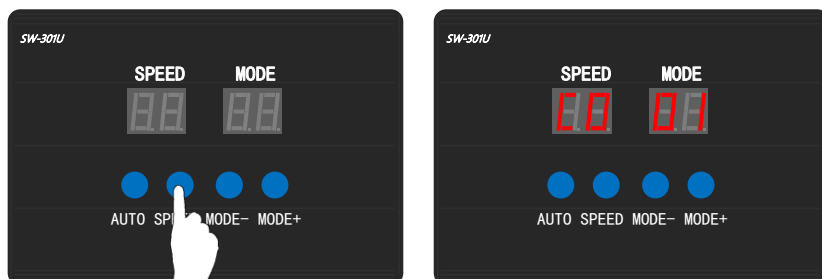 SW-301U
SPEED MODE
AUTO MODE- MODE+
SW-301U
SPEED MODE
C0 01
AUTO SPEED MODE- MODE+